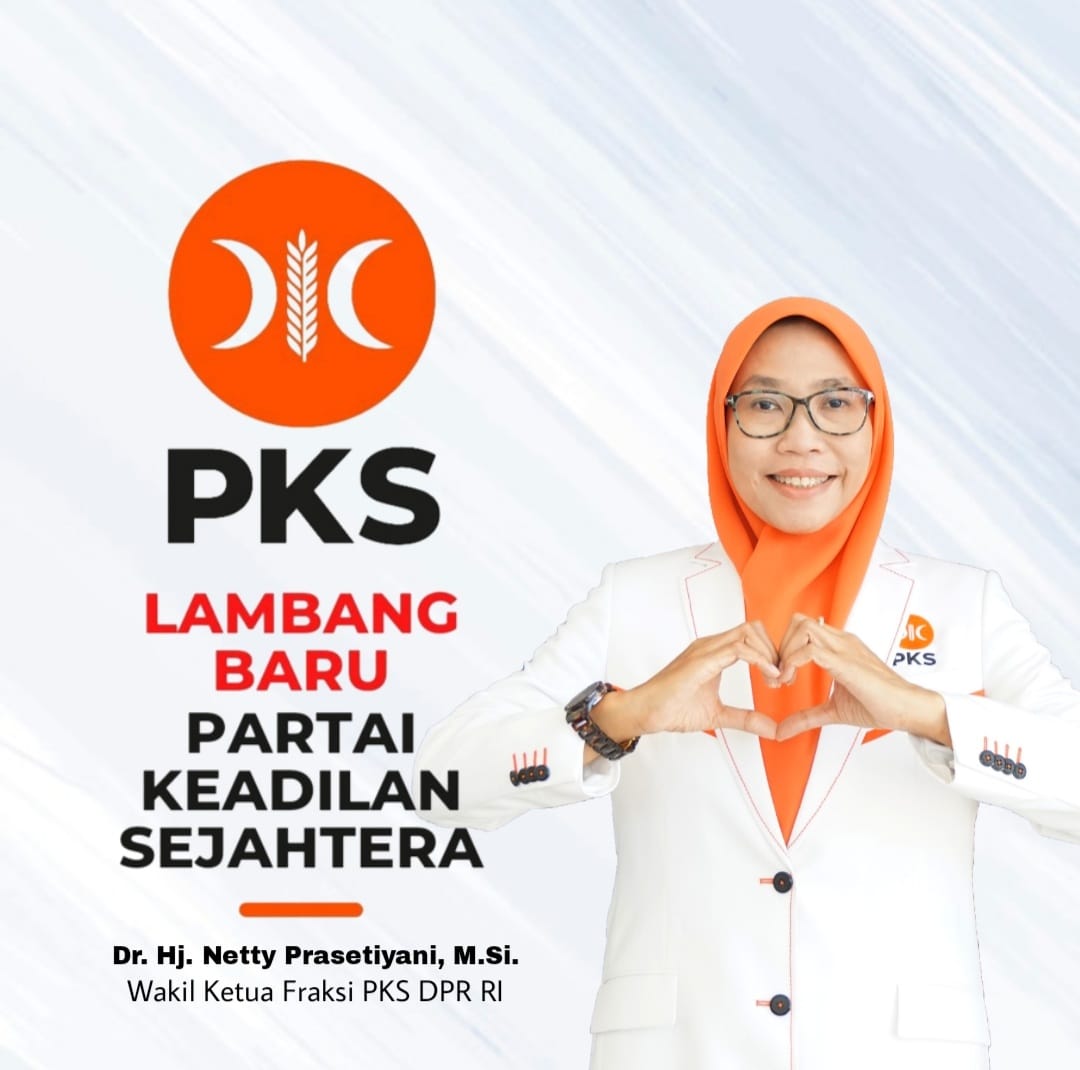 PKS
LAMBANG
BARU
PARTAI
KEADILAN
SEJAHTERA
PKS
Dr. Hj. Netty Prasetiyani, M.Si.
Wakil Ketua Fraksi PKS DPR RI